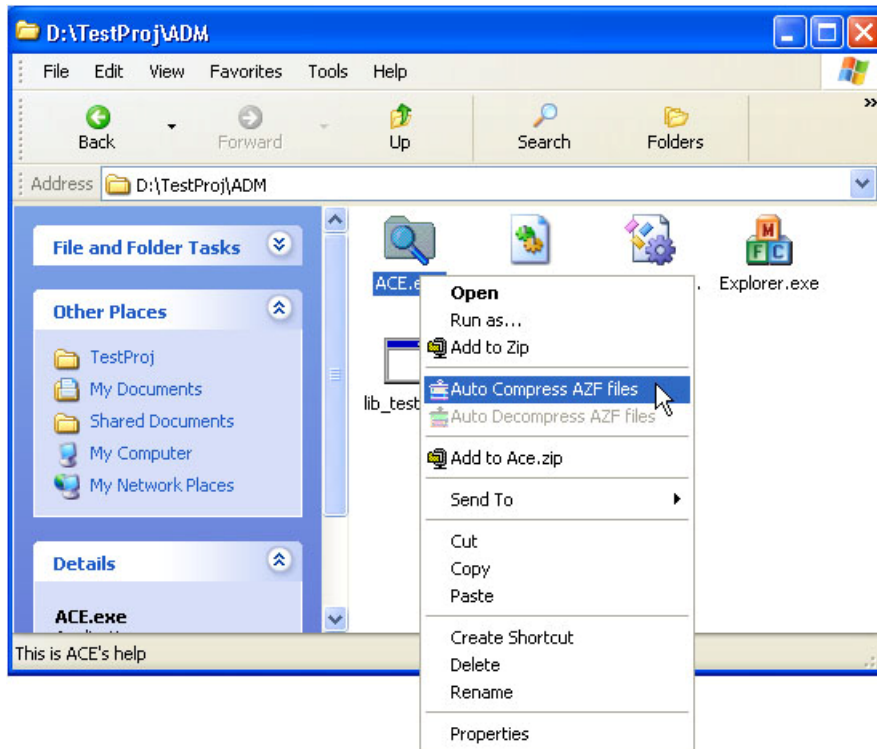 D:\TestProj\ADM
File Edit View Favorites Tools Help
Back Forward Up Search Folders »
Address D:\TestProj\ADM
File and Folder Tasks
Other Places
TestProj
My Documents
Shared Documents
My Computer
My Network Places
Details
ACE.exe
ACE.e
. Explorer.exe
MFC
lib_test
Open
Run as...
Add to Zip
Auto Compress AZF files
Auto Decompress AZF files
Add to Ace.zip
Send To
Cut
Copy
Paste
Create Shortcut
Delete
Rename
Properties
This is ACE's help